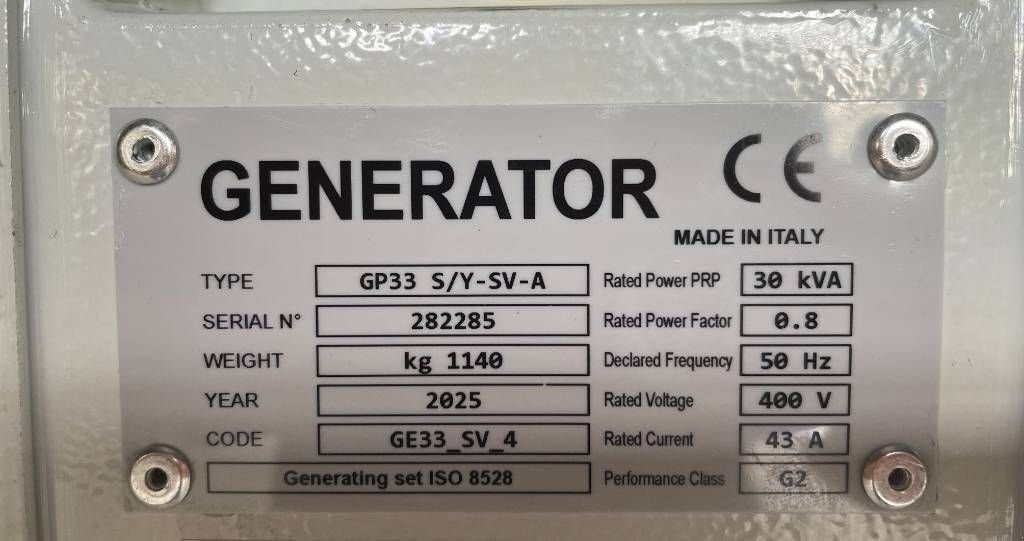 GENERATOR CE
MADE IN ITALY
TYPE GP33 S/Y-SV-A Rated Power PRP 30 kVA
SERIAL N° 282285 Rated Power Factor 0.8
WEIGHT kg 1140 Declared Frequency 50 Hz
YEAR 2025 Rated Voltage 400 V
CODE GE33_SV_4 Rated Current 43 A
Generating set ISO 8528 Performance Class G2